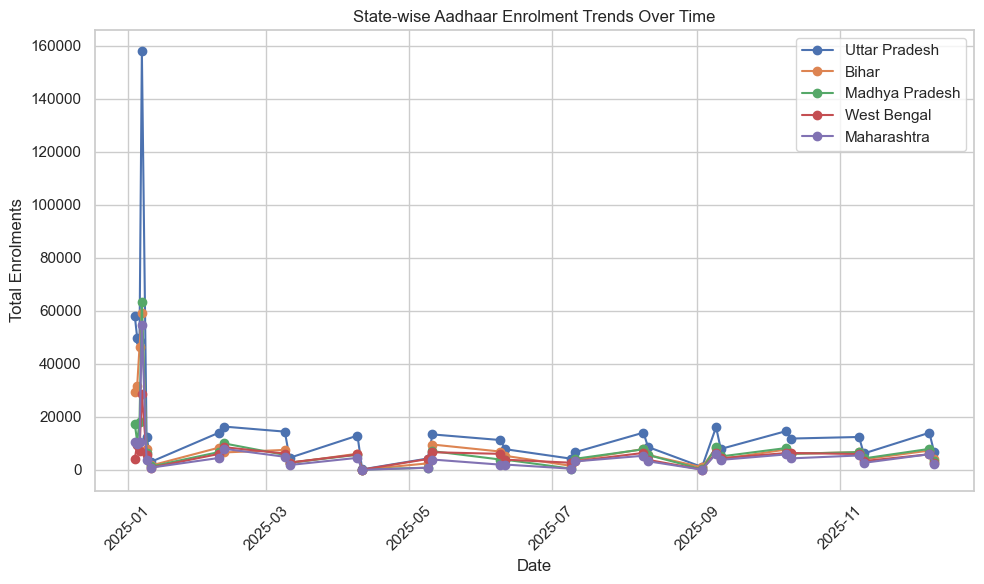 State-wise Aadhaar Enrolment Trends Over Time
Uttar Pradesh
Bihar
Madhya Pradesh
West Bengal
Maharashtra
Total Enrolments
160000
140000
120000
100000
80000
60000
40000
20000
0
2025-01
2025-03
2025-05
2025-07
2025-09
2025-11
Date